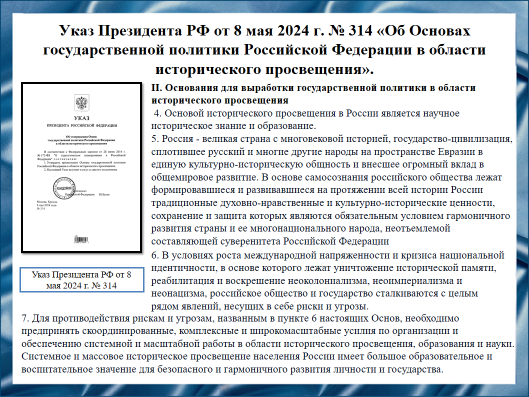 Указ Президента РФ от 8 мая 2024 г. № 314 «Об Основах
государственной политики Российской Федерации в области
исторического просвещения».
УКАЗ
ПРЕЗИДЕНТА РОССИЙСКОЙ ФЕДЕРАЦИИ
Указ Президента РФ от 8
мая 2024 г. № 314
II. Основания для выработки государственной политики в области
исторического просвещения
4. Основой исторического просвещения в России является научное
историческое знание и образование.
5. Россия - великая страна с многовековой историей, государство-цивилизация,
сплотившее русский и многие другие народы на пространстве Евразии в
единую культурно-историческую общность и внесшее огромный вклад в
общемировое развитие. В основе самосознания российского общества лежат
формировавшиеся и развивавшиеся на протяжении всей истории России
традиционные духовно-нравственные и культурно-исторические ценности,
сохранение и защита которых являются обязательным условием гармоничного
развития страны и ее многонационального народа, неотъемлемой
составляющей суверенитета Российской Федерации
6. В условиях роста международной напряженности и кризиса национальной
идентичности, в основе которого лежат уничтожение исторической памяти,
реабилитация и воскрешение неоколониализма, неоимпериализма и
неонацизма, российское общество и государство сталкиваются с целым
рядом явлений, несущих в себе риски и угрозы.
7. Для противодействия рискам и угрозам, названным в пункте 6 настоящих Основ, необходимо
предпринять скоординированные, комплексные и широкомасштабные усилия по организации и
обеспечению системной и масштабной работы в области исторического просвещения, образования и науки.
Системное и массовое историческое просвещение населения России имеет большое образовательное и
воспитательное значение для безопасного и гармоничного развития личности и государства.